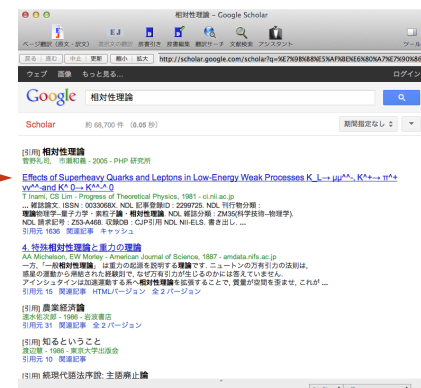 相対性理論 – Google Scholar
ページ翻訳（原文・訳文） 選択文の翻訳 辞書引き 辞書編集 翻訳サーチ 文献検索 アシスタント ツール
戻る 進む 中止 更新 縮小 拡大 http://scholar.google.com/scholar?q=%E7%9B%B8%E5%AF%BE%E6%80%A7%E7%90%86
ウェブ 画像 もっと見る... ログイン
Google 相対性理論
Scholar 約 68,700 件 (0.05 秒) 期間指定なし
[引用] 相対性理論
菅野礼司, 市瀬和義 - 2005 - PHP 研究所
Effects of Superheavy Quarks and Leptons in Low-Energy Weak Processes K_L→ μμ^^-, K^+→ π^+
νν^^-and K^ 0→ K^^-^ 0
T Inami, CS Lim - Progress of Theoretical Physics, 1981 - ci.nii.ac.jp
... 雑誌論文. ISSN : 0033068X. NDL 記事登録ID : 2299725. NDL 刊行物分類 :
理論物理学--量子力学・素粒子論・相対性理論. NDL 雑誌分類 : ZM35(科学技術--物理学).
NDL 請求記号 : Z53-A468. 収録DB : CJP引用 NDL NII-ELS. 書き出し. ...
引用元 1636 関連記事 キャッシュ
4. 特殊相対性理論と重力の理論
AA Michelson, EW Morley - American Journal of Science, 1887 - amdata.nifs.ac.jp
一方，「一般相対性理論」 は重力の起源を説明する理論です．ニュートンの万有引力の法則は，
惑星の運動から帰結された経験則で，なぜ万有引力が生じるのかには答えていません．
アインシュタインは加速運動する系へ相対性理論を拡張することで，質量が空間を歪ませ，これが ...
引用元 15 関連記事 HTMLバージョン 全 2 バージョン
[引用] 農業経済論
速水佑次郎 - 1986 - 岩波書店
引用元 31 関連記事 全 2 バージョン
[引用] 知るということ
渡辺慧 - 1986 - 東京大学出版会
引用元 10 関連記事
[引用] 続現代語法序説: 主語廃止論